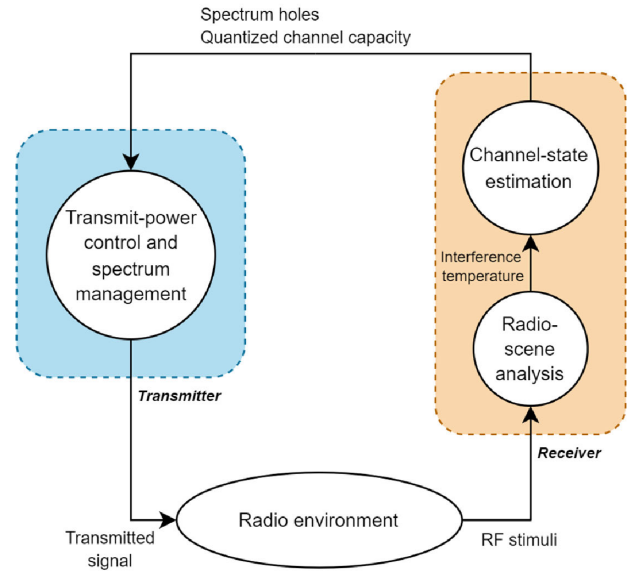 Spectrum holes
Quantized channel capacity
Transmit-power
control and
spectrum
management
Transmitter
Channel-state
estimation
Interference
temperature
Radio-
scene
analysis
Receiver
Radio environment
Transmitted
signal
RF stimuli